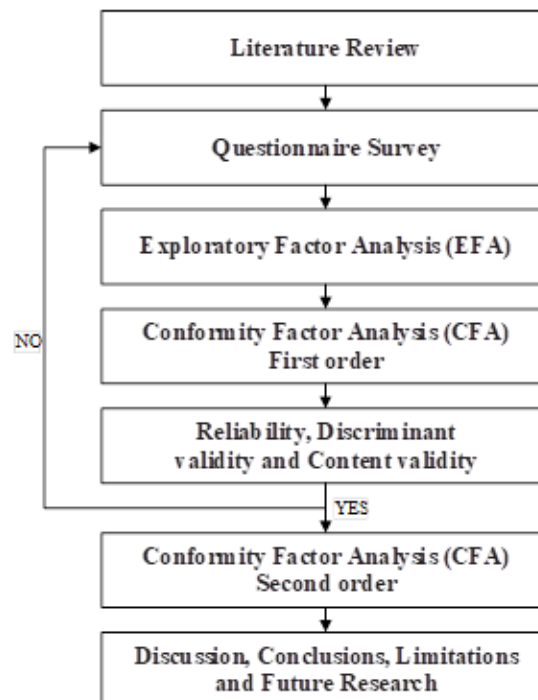 Literature Review
Questionnaire Survey
Exploratory Factor Analysis (EFA)
Conformity Factor Analysis (CFA)
First order
NO
Reliability, Discriminant
validity and Content validity
YES
Conformity Factor Analysis (CFA)
Second order
Discussion, Conclusions, Limitations
and Future Research